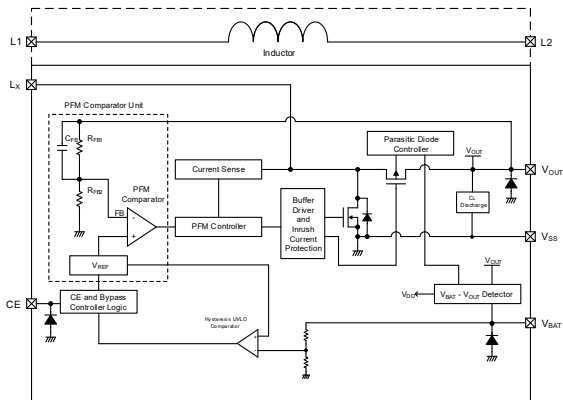 L1
L2
Inductor
LX
PFM Comparator Unit
CFB
RFB1
RFB2
FB
PFM
Comparator
-
+
VREF
Current Sense
PFM Controller
Buffer
Driver
and
Inrush
Current
Protection
Parasitic Diode
Controller
VOUT
VOUT
CL
Discharge
VSS
VOUT
VDD
VBAT - VOUT Detector
VBAT
CE
CE and Bypass
Controller Logic
Hysteresis UVLO
Comparator
+
-